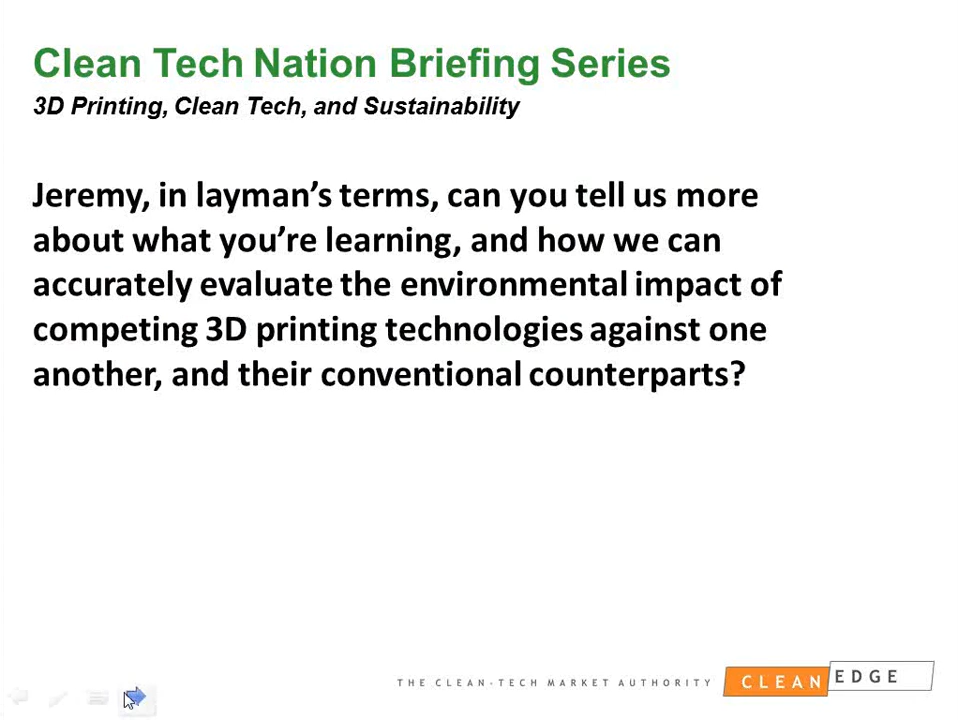 Clean Tech Nation Briefing Series
3D Printing, Clean Tech, and Sustainability
Jeremy, in layman’s terms, can you tell us more
about what you’re learning, and how we can
accurately evaluate the environmental impact of
competing 3D printing technologies against one
another, and their conventional counterparts?
THE CLEAN-TECH MARKET AUTHORITY CLEAN EDGE